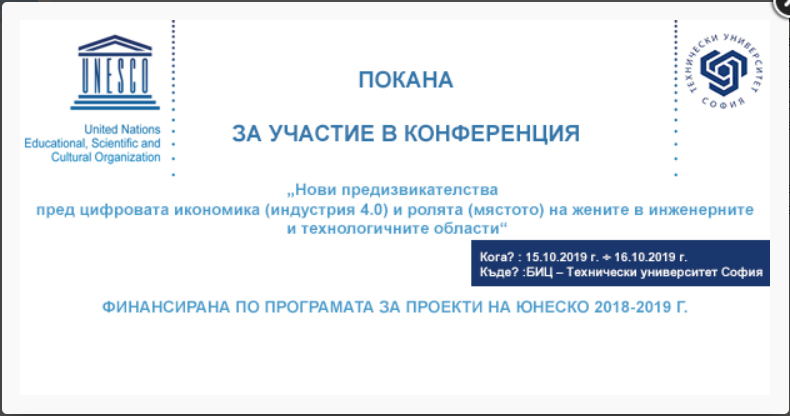 UNESCO
United Nations
Educational, Scientific and
Cultural Organization
ПОКАНА
ЗА УЧАСТИЕ В КОНФЕРЕНЦИЯ
ТЕХНИЧЕСКИ УНИВЕРСИТЕТ
СОФИЯ
„Нови предизвикателства
пред цифровата икономика (индустрия 4.0) и ролята (мястото) на жените в инженерните
и технологичните области“
Кога? : 15.10.2019 г. ÷ 16.10.2019 г.
Къде? :БИЦ – Технически университет София
ФИНАНСИРАНА ПО ПРОГРАМАТА ЗА ПРОЕКТИ НА ЮНЕСКО 2018-2019 Г.